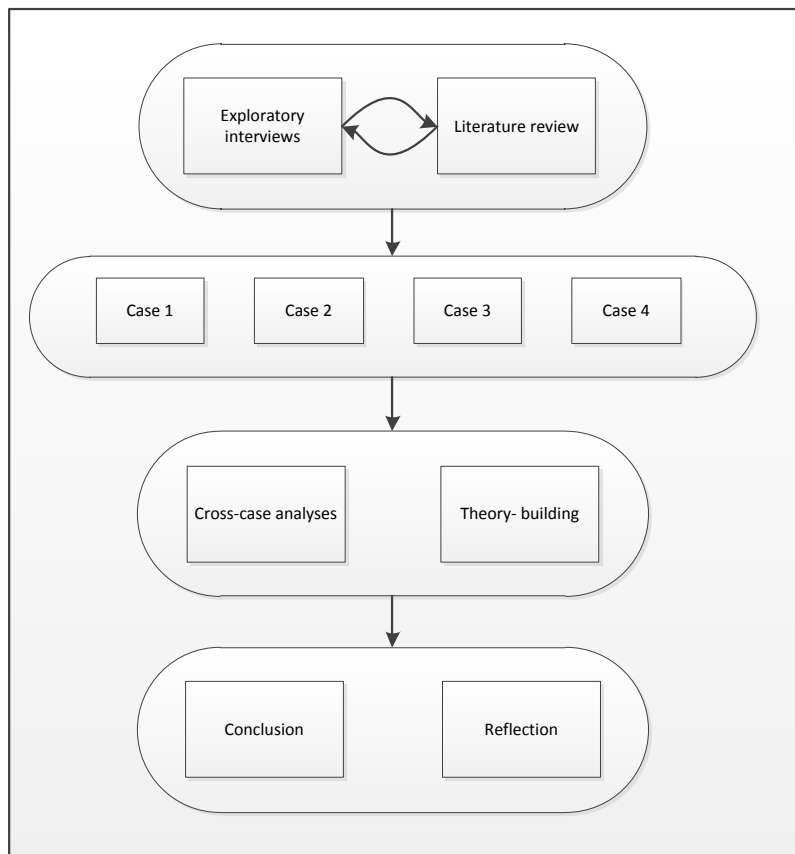 Exploratory
interviews
Literature review
Case 1
Case 2
Case 3
Case 4
Cross-case analyses
Theory- building
Conclusion
Reflection